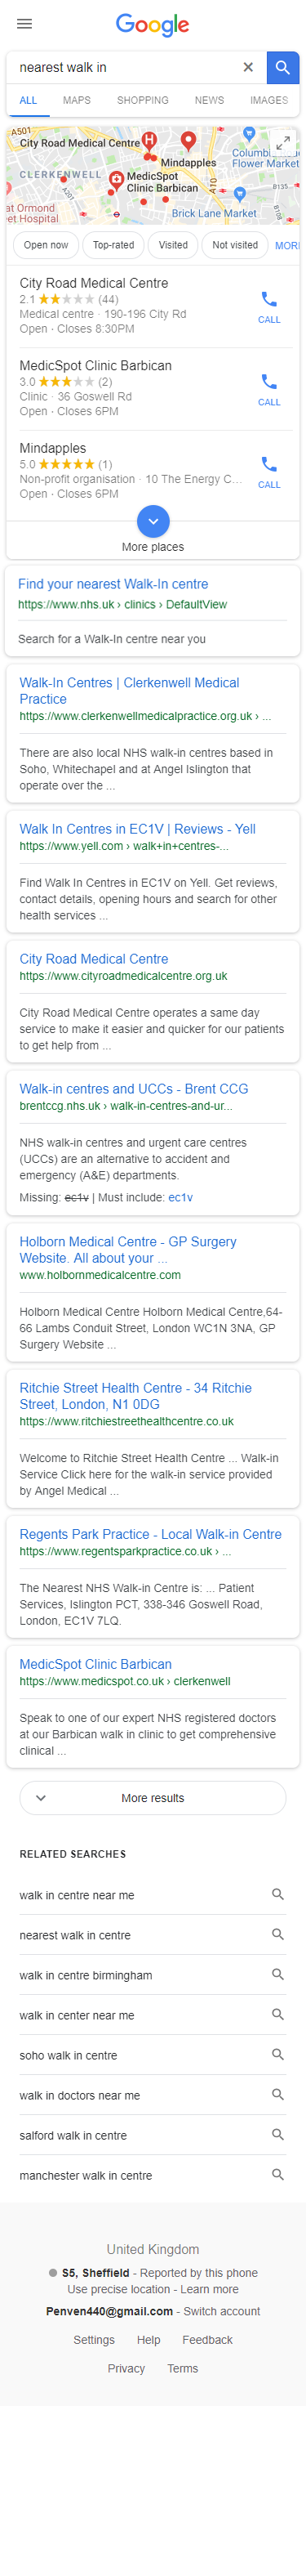 Google
nearest walk in
ALL MAPS SHOPPING NEWS IMAGES
A501
City Road Medical Centre
Mindapples
Columbia
Flower Mar
CLERKENWELL
MedicSpot
Clinic Barbican
A201
A10
at Ormond
eet Hospital
Brick Lane Market
B108
Open now Top-rated Visited Not visited MORE
City Road Medical Centre
2.1 (44)
Medical centre · 190-196 City Rd
Open · Closes 8:30PM
CALL
MedicSpot Clinic Barbican
3.0 (2)
Clinic · 36 Goswell Rd
Open · Closes 6PM
CALL
Mindapples
5.0 (1)
Non-profit organisation · 10 The Energy C...
Open · Closes 6PM
CALL
More places
Find your nearest Walk-In centre
https://www.nhs.uk › clinics › DefaultView
Search for a Walk-In centre near you
Walk-In Centres | Clerkenwell Medical
Practice
https://www.clerkenwellmedicalpractice.org.uk › ...
There are also local NHS walk-in centres based in
Soho, Whitechapel and at Angel Islington that
operate over the ...
Walk In Centres in EC1V | Reviews - Yell
https://www.yell.com › walk+in+centres-...
Find Walk In Centres in EC1V on Yell. Get reviews,
contact details, opening hours and search for other
health services ...
City Road Medical Centre
https://www.cityroadmedicalcentre.org.uk
City Road Medical Centre operates a same day
service to make it easier and quicker for our patients
to get help from ...
Walk-in centres and UCCs - Brent CCG
brentccg.nhs.uk › walk-in-centres-and-ur...
NHS walk-in centres and urgent care centres
(UCCs) are an alternative to accident and
emergency (A&E) departments.
Missing: ec1v | Must include: ec1v
Holborn Medical Centre - GP Surgery
Website. All about your ...
www.holbornmedicalcentre.com
Holborn Medical Centre Holborn Medical Centre,64-
66 Lambs Conduit Street, London WC1N 3NA, GP
Surgery Website ...
Ritchie Street Health Centre - 34 Ritchie
Street, London, N1 0DG
https://www.ritchiestreethealthcentre.co.uk
Welcome to Ritchie Street Health Centre ... Walk-in
Service Click here for the walk-in service provided
by Angel Medical ...
Regents Park Practice - Local Walk-in Centre
https://www.regentsparkpractice.co.uk › ...
The Nearest NHS Walk-in Centre is: ... Patient
Services, Islington PCT, 338-346 Goswell Road,
London, EC1V 7LQ.
MedicSpot Clinic Barbican
https://www.medicspot.co.uk › clerkenwell
Speak to one of our expert NHS registered doctors
at our Barbican walk in clinic to get comprehensive
clinical ...
More results
RELATED SEARCHES
walk in centre near me
nearest walk in centre
walk in centre birmingham
walk in center near me
soho walk in centre
walk in doctors near me
salford walk in centre
manchester walk in centre
United Kingdom
S5, Sheffield - Reported by this phone
Use precise location - Learn more
Penven440@gmail.com - Switch account
Settings Help Feedback
Privacy Terms